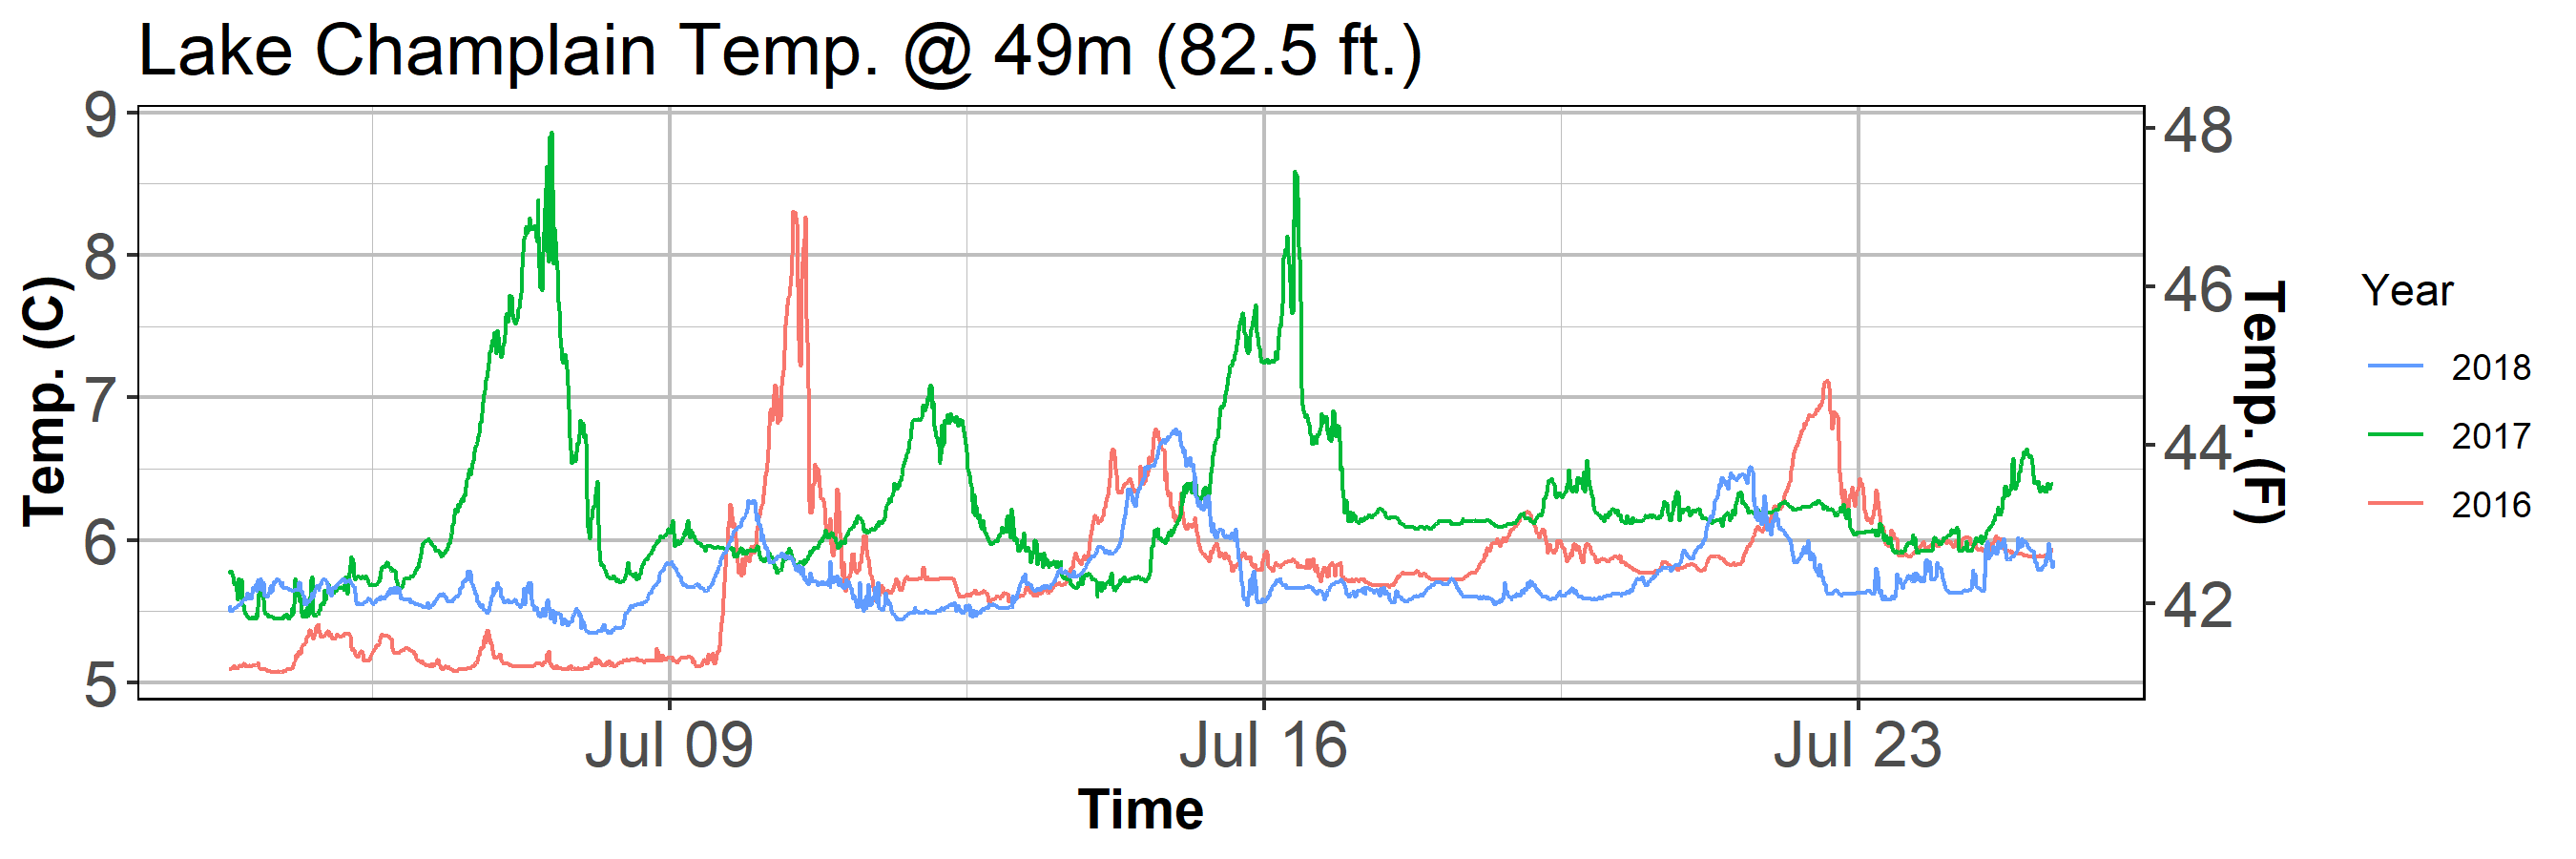 Lake Champlain Temp. @ 49m (82.5 ft.)
Temp. (C)
9
8
7
6
5
48
46
44
42
Temp. (F)
Jul 09
Jul 16
Jul 23
Time
Year
2018
2017
2016